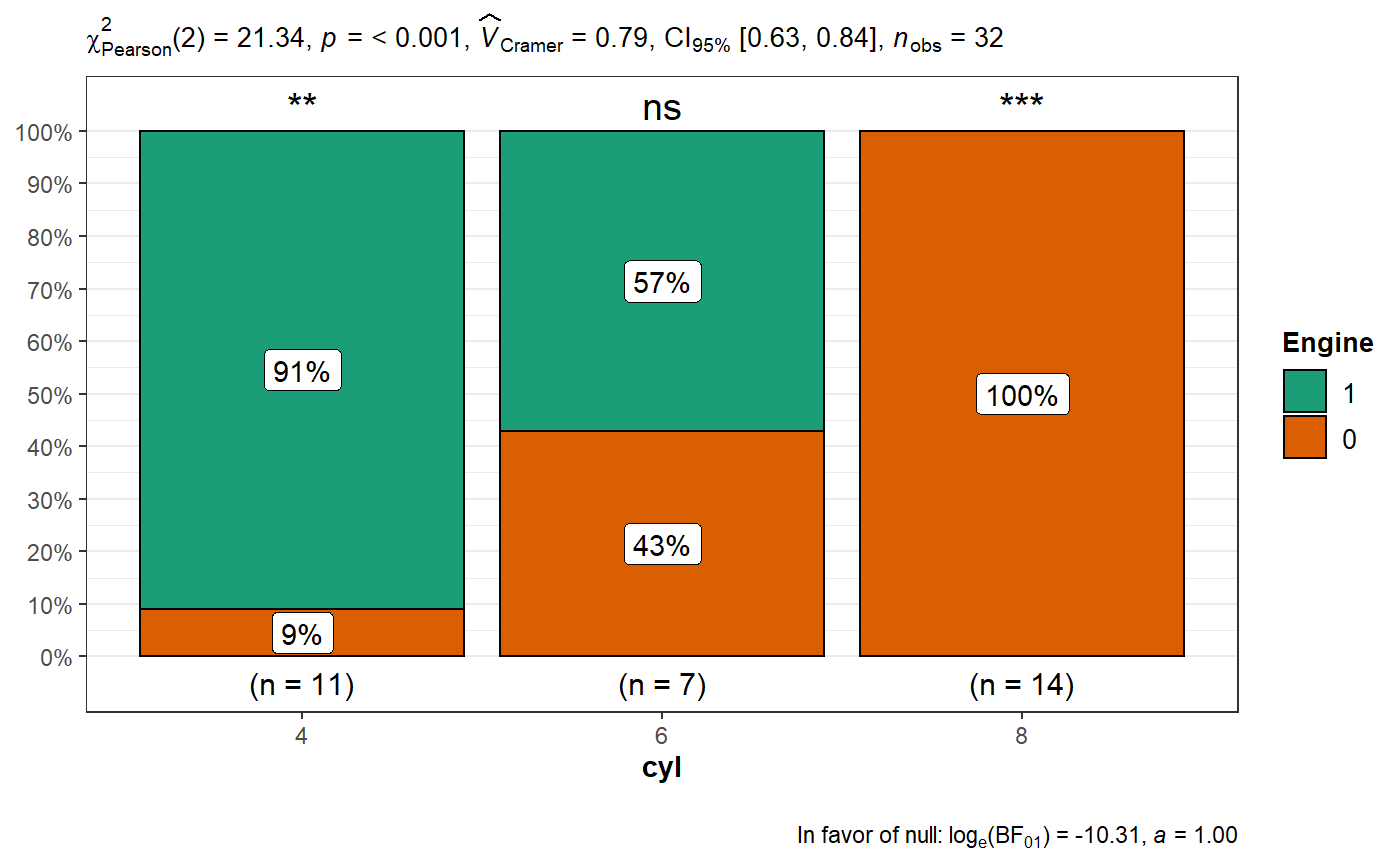 χ²Pearson(2) = 21.34, p = < 0.001, V̂Cramer = 0.79, CI95% [0.63, 0.84], nobs = 32
** ns ***
100%
90%
80%
70%
60%
50%
40%
30%
20%
10%
0%
91%
9%
57%
43%
100%
(n = 11) (n = 7) (n = 14)
4 6 8
cyl
Engine
1
0
In favor of null: loge(BF01) = -10.31, a = 1.00